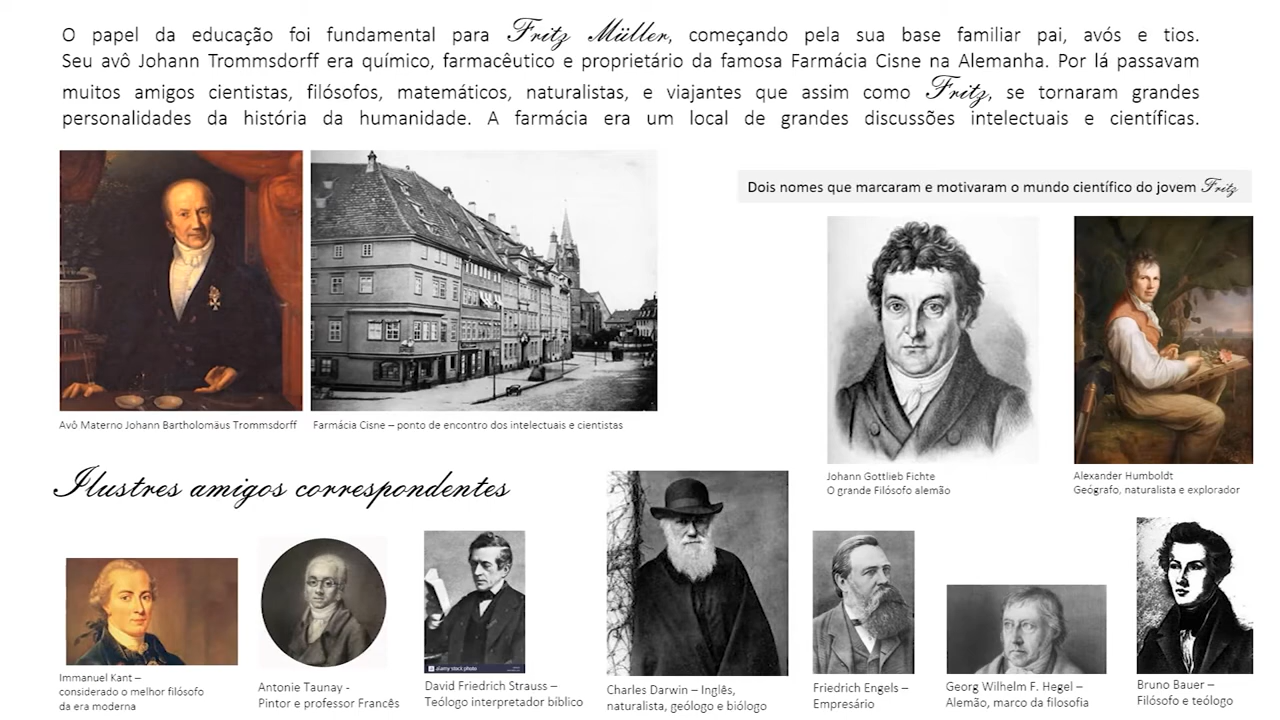 O papel da educação foi fundamental para Fritz Müller, começando pela sua base familiar pai, avós e tios.
Seu avô Johann Trommsdorff era químico, farmacêutico e proprietário da famosa Farmácia Cisne na Alemanha. Por lá passavam
muitos amigos cientistas, filósofos, matemáticos, naturalistas, e viajantes que assim como Fritz, se tornaram grandes
personalidades da história da humanidade. A farmácia era um local de grandes discussões intelectuais e científicas.
Dois nomes que marcaram e motivaram o mundo científico do jovem Fritz
Avô Materno Johann Bartholomäus Trommsdorff
Farmácia Cisne – ponto de encontro dos intelectuais e cientistas
Johann Gottlieb Fichte
O grande Filósofo alemão
Alexander Humboldt
Geógrafo, naturalista e explorador
Ilustres amigos correspondentes
alamy stock photo
Immanuel Kant –
considerado o melhor filósofo
da era moderna
Antonie Taunay -
Pintor e professor Francês
David Friedrich Strauss –
Teólogo interpretador bíblico
Charles Darwin – Inglês,
naturalista, geólogo e biólogo
Friedrich Engels –
Empresário
Georg Wilhelm F. Hegel –
Alemão, marco da filosofia
Bruno Bauer –
Filósofo e teólogo